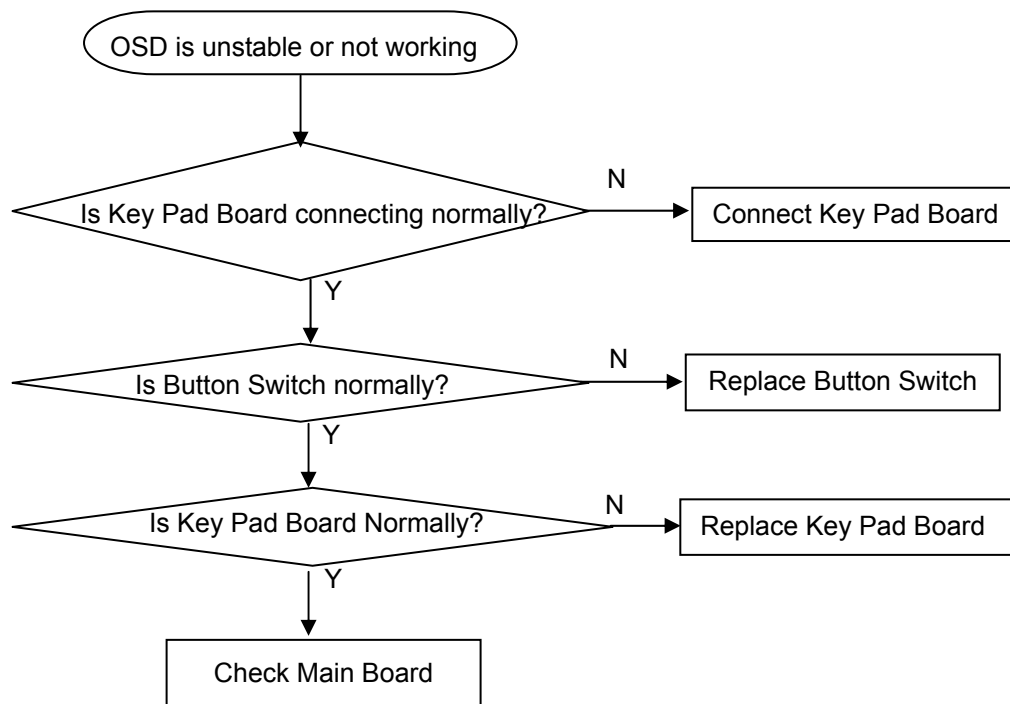 OSD is unstable or not working
N
Is Key Pad Board connecting normally?
Connect Key Pad Board
Y
N
Is Button Switch normally?
Replace Button Switch
Y
N
Is Key Pad Board Normally?
Replace Key Pad Board
Y
Check Main Board